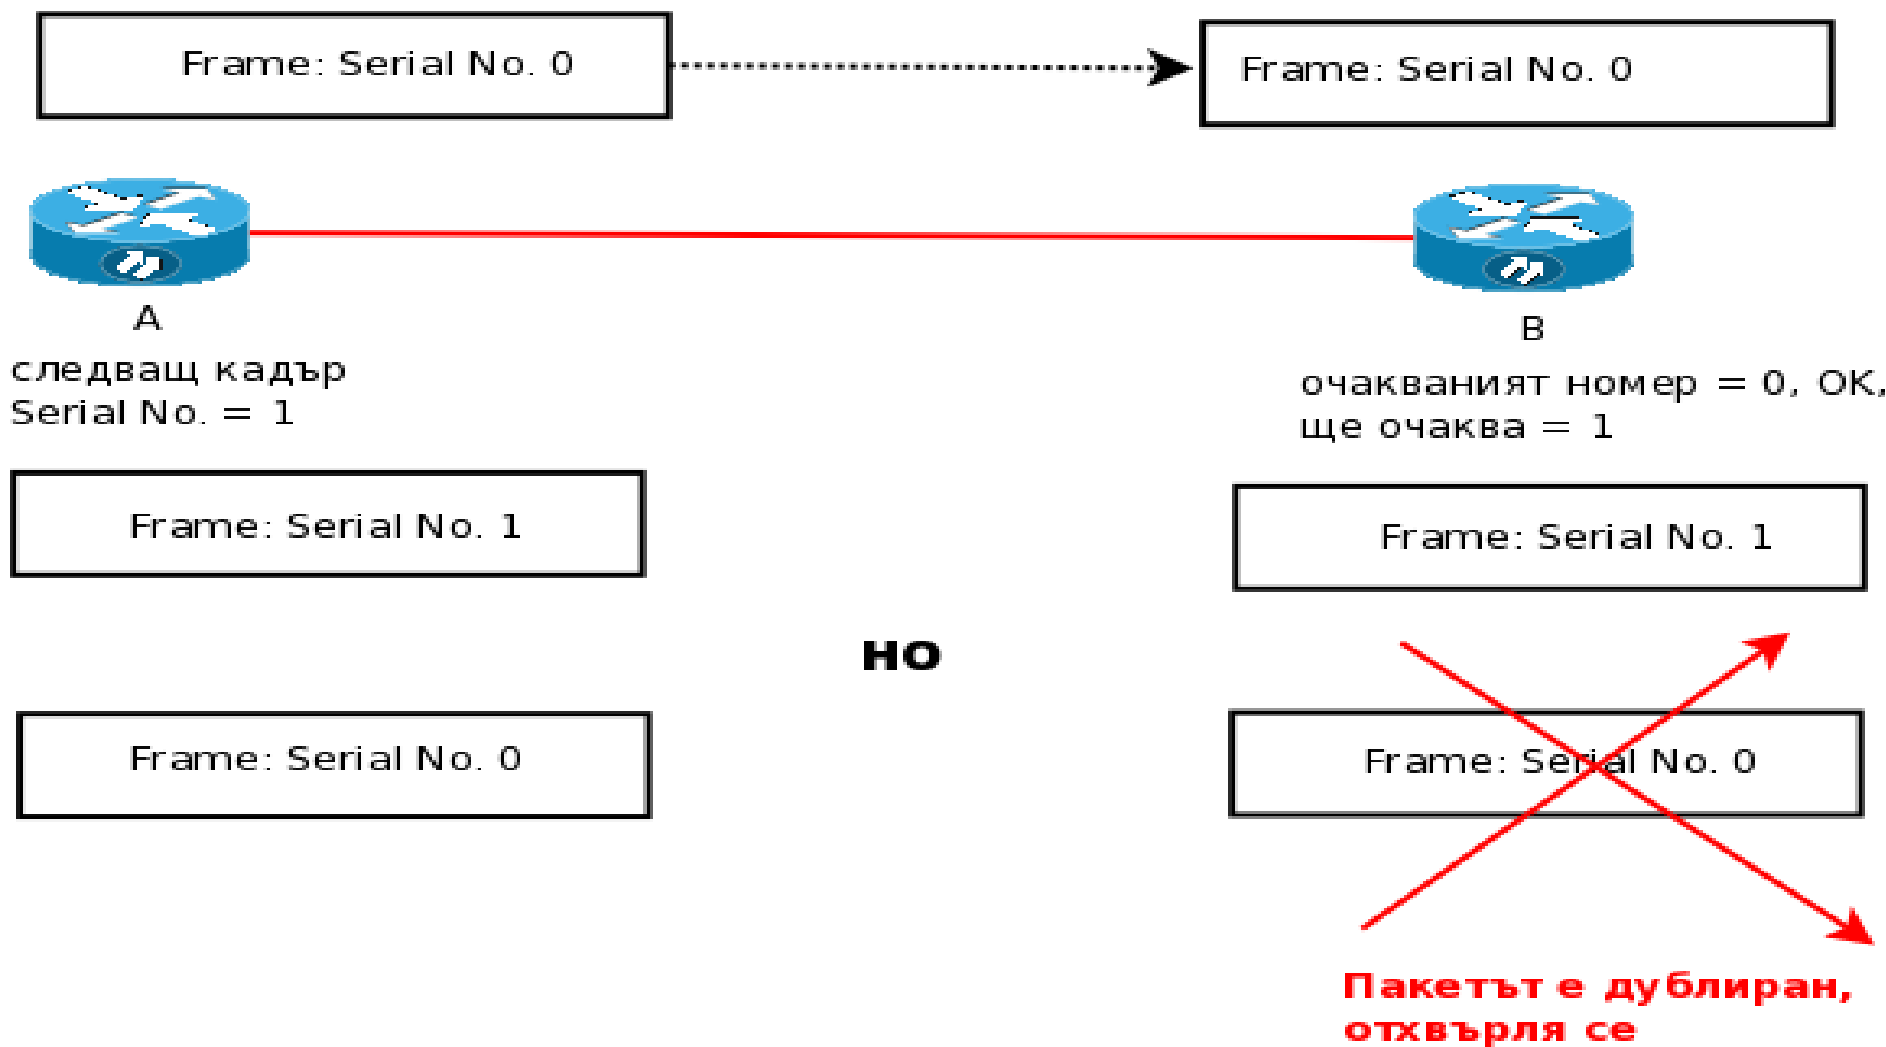 Frame: Serial No. 0
Frame: Serial No. 0
A
B
следващ кадър
Serial No. = 1
очакваният номер = 0, OK,
ще очаква = 1
Frame: Serial No. 1
Frame: Serial No. 1
но
Frame: Serial No. 0
Frame: Serial No. 0
Пакетът е дублиран,
отхвърля се